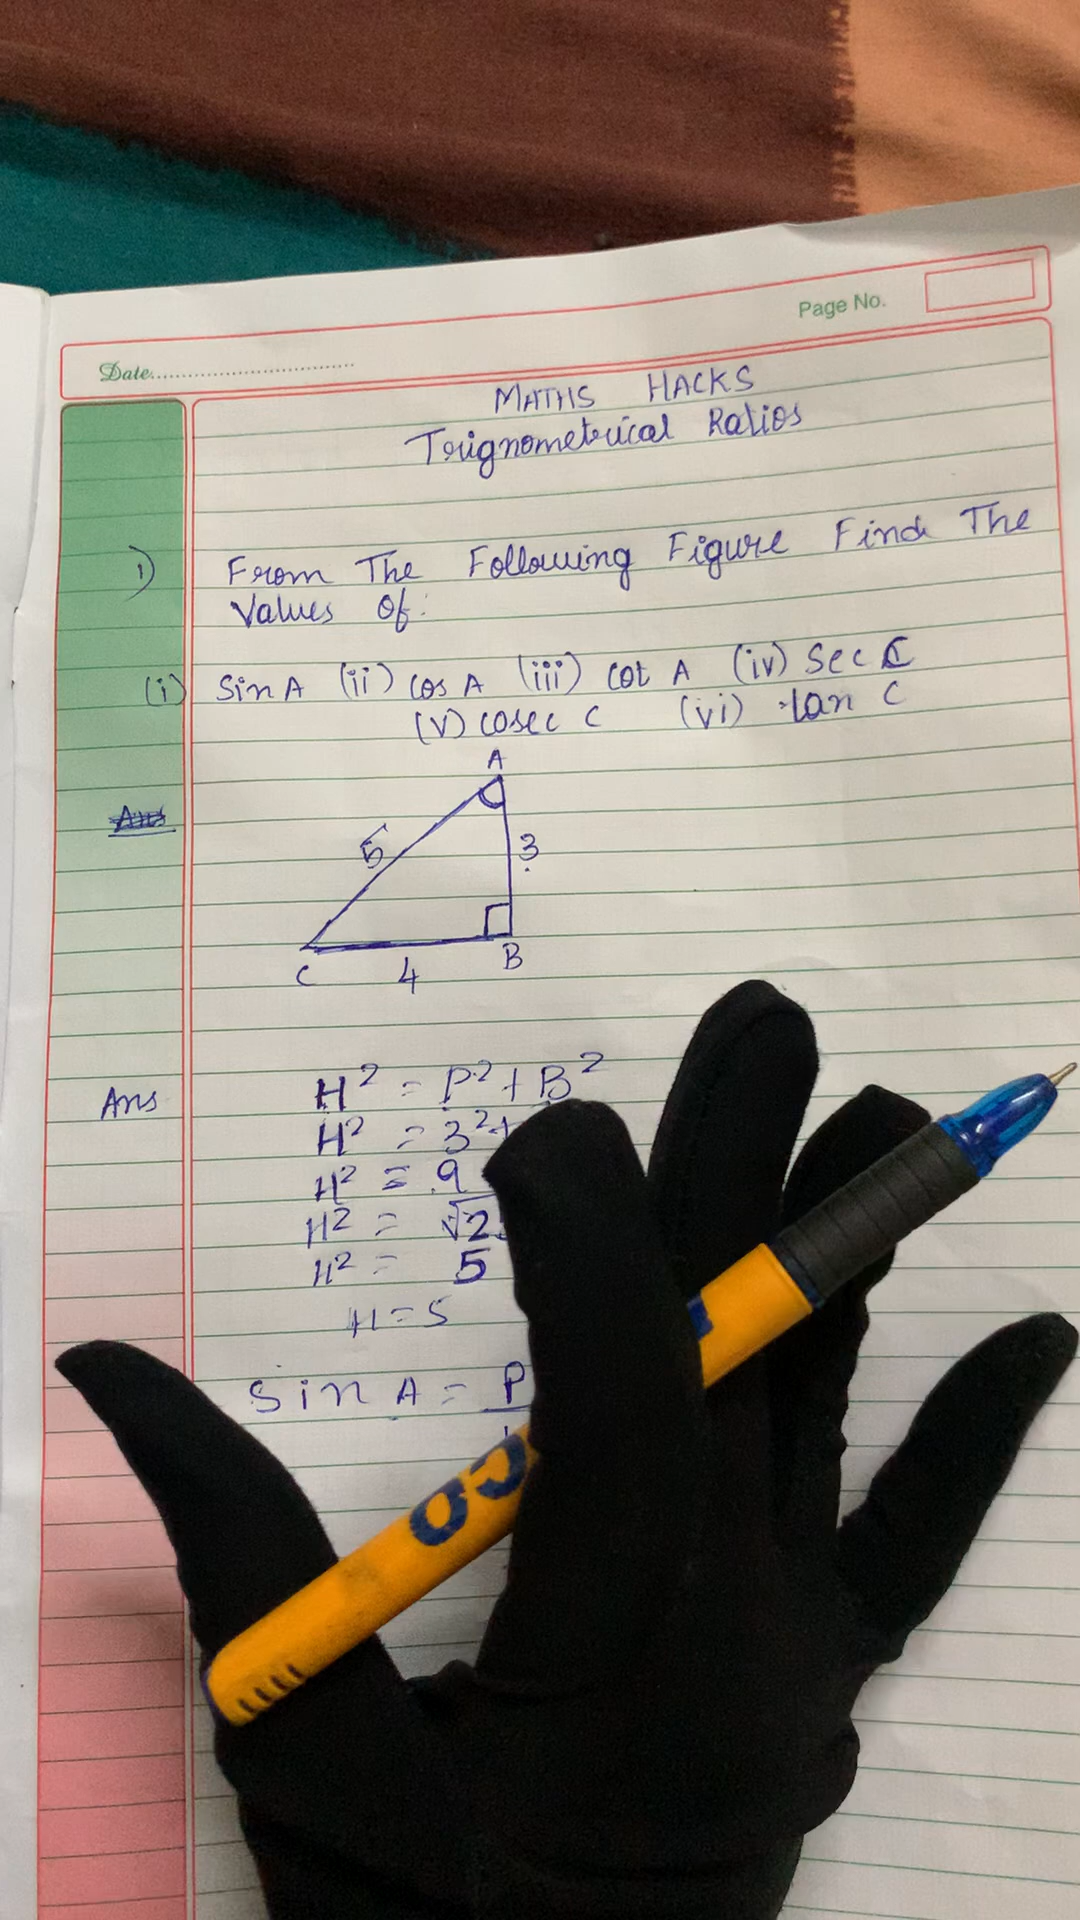 Page No.
Date
MATHS HACKS
Trignometrical Ratios
1) From The Following Figure Find The
Values Of:
(i) Sin A (ii) cos A (iii) cot A (iv) sec C
(v) cosec C (vi) tan C
A
5
3
C
4
B
Ans
H² = P² + B²
H² = 3² +
H² = 9
H² = √2
H² = 5
H = 5
Sin A = P
CO